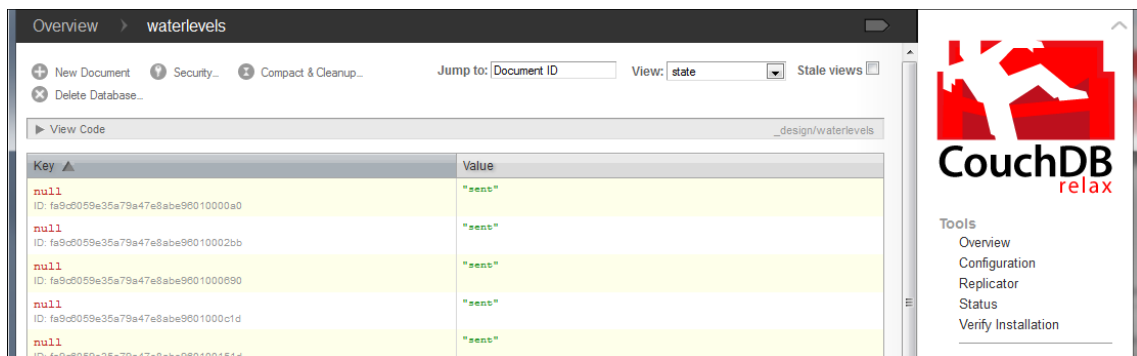 Overview waterlevels
New Document Security... Compact & Cleanup... Jump to: Document ID View: state Stale views
Delete Database...
View Code _design/waterlevels
Key Value
null "sent"
ID: fa9c6059e35a79a47e8abe96010000a0
null "sent"
ID: fa9c6059e35a79a47e8abe96010002bb
null "sent"
ID: fa9c6059e35a79a47e8abe9601000690
null "sent"
ID: fa9c6059e35a79a47e8abe9601000c1d
null "sent"
CouchDB
relax
Tools
Overview
Configuration
Replicator
Status
Verify Installation